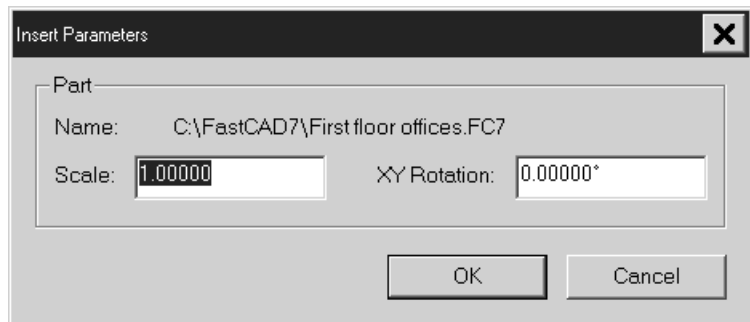 Insert Parameters
Part
Name: C:\FastCAD7\First floor offices.FC7
Scale: 1.00000 XY Rotation: 0.00000°
OK Cancel